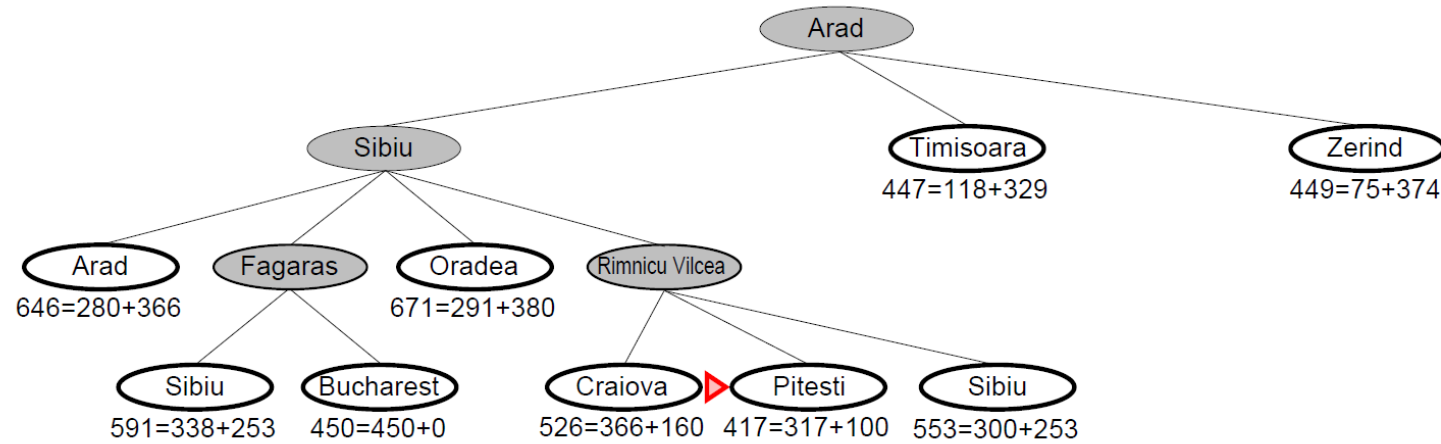 Arad
Sibiu
Timisoara
Zerind
447=118+329
449=75+374
Arad
Fagaras
Oradea
Rimnicu Vilcea
646=280+366
671=291+380
Sibiu
Bucharest
Craiova
Pitesti
Sibiu
591=338+253
450=450+0
526=366+160
417=317+100
553=300+253